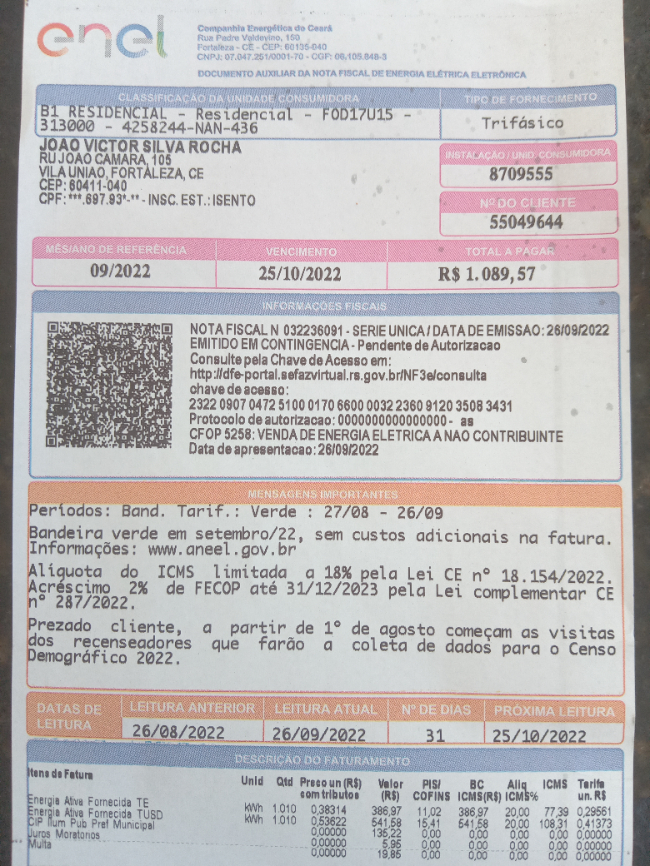 enel
Companhia Energética do Ceará
Rua Padre Valdevino, 150
Fortaleza - CE - CEP: 60135-040
CNPJ: 07.047.251/0001-70 - CGF: 06.105.848-3
DOCUMENTO AUXILIAR DA NOTA FISCAL DE ENERGIA ELÉTRICA ELETRÔNICA
CLASSIFICAÇÃO DA UNIDADE CONSUMIDORA
B1 RESIDENCIAL - Residencial - FOD17U15 -
313000 - 4258244-NAN-436
TIPO DE FORNECIMENTO
Trifásico
JOAO VICTOR SILVA ROCHA
RU JOAO CAMARA, 105
VILA UNIAO, FORTALEZA, CE
CEP: 60411-040
CPF: ***.697.93*-** - INSC. EST.: ISENTO
INSTALAÇÃO / UNID. CONSUMIDORA
8709555
Nº DO CLIENTE
55049644
MÊS/ANO DE REFERÊNCIA
09/2022
VENCIMENTO
25/10/2022
TOTAL A PAGAR
R$ 1.089,57
INFORMAÇÕES FISCAIS
NOTA FISCAL N 032236091 - SERIE UNICA / DATA DE EMISSAO: 26/09/2022
EMITIDO EM CONTINGENCIA - Pendente de Autorizacao
Consulte pela Chave de Acesso em:
http://dfe-portal.sefazvirtual.rs.gov.br/NF3e/consulta
chave de acesso:
2322 0907 0472 5100 0170 6600 0032 2360 9120 3508 3431
Protocolo de autorizacao: 0000000000000000 - as
CFOP 5258: VENDA DE ENERGIA ELETRICA A NAO CONTRIBUINTE
Data de apresentacao: 26/09/2022
MENSAGENS IMPORTANTES
Períodos: Band. Tarif.: Verde : 27/08 - 26/09
Bandeira verde em setembro/22, sem custos adicionais na fatura.
Informações: www.aneel.gov.br
Alíquota do ICMS limitada a 18% pela Lei CE nº 18.154/2022.
Acréscimo 2% de FECOP até 31/12/2023 pela Lei complementar CE
nº 287/2022.
Prezado cliente, a partir de 1º de agosto começam as visitas
dos recenseadores que farão a coleta de dados para o Censo
Demográfico 2022.
DATAS DE
LEITURA
LEITURA ANTERIOR
26/08/2022
LEITURA ATUAL
26/09/2022
Nº DE DIAS
31
PRÓXIMA LEITURA
25/10/2022
DESCRIÇÃO DO FATURAMENTO
Itens de Fatura Unid Qtd Preco un (R$) com tributos Valor (R$) PIS/ COFINS BC ICMS(R$) Aliq ICMS% ICMS Tarifa un. R$
Energia Ativa Fornecida TE kWh 1.010 0,38314 386,97 11,02 386,97 20,00 77,39 0,29561
Energia Ativa Fornecida TUSD kWh 1.010 0,53622 541,58 15,41 541,58 20,00 108,31 0,41373
CIP Ilum Pub Pref Municipal 0,00000 135,22 0,00 0,00 0,00 0,00 0,00000
Juros Moratorios 0,00000 5,95 0,00 0,00 0,00 0,00 0,00000
Multa 0,00000 19,85 0,00 0,00 0,00 0,00 0,00000